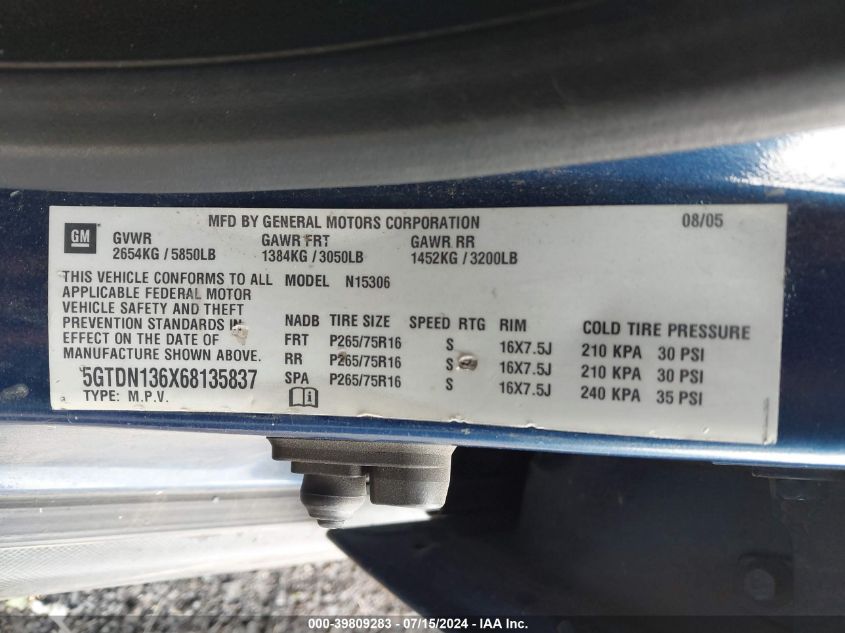 MFD BY GENERAL MOTORS CORPORATION 08/05
GM
GVWR GAWR FRT GAWR RR
2654KG / 5850LB 1384KG / 3050LB 1452KG / 3200LB
THIS VEHICLE CONFORMS TO ALL
APPLICABLE FEDERAL MOTOR
VEHICLE SAFETY AND THEFT
PREVENTION STANDARDS IN
EFFECT ON THE DATE OF
MANUFACTURE SHOWN ABOVE.
5GTDN136X68135837
TYPE: M.P.V.
MODEL N15306
NADB TIRE SIZE SPEED RTG RIM COLD TIRE PRESSURE
FRT P265/75R16 S 16X7.5J 210 KPA 30 PSI
RR P265/75R16 S 16X7.5J 210 KPA 30 PSI
SPA P265/75R16 S 16X7.5J 240 KPA 35 PSI
000-39809283 - 07/15/2024 - IAA Inc.